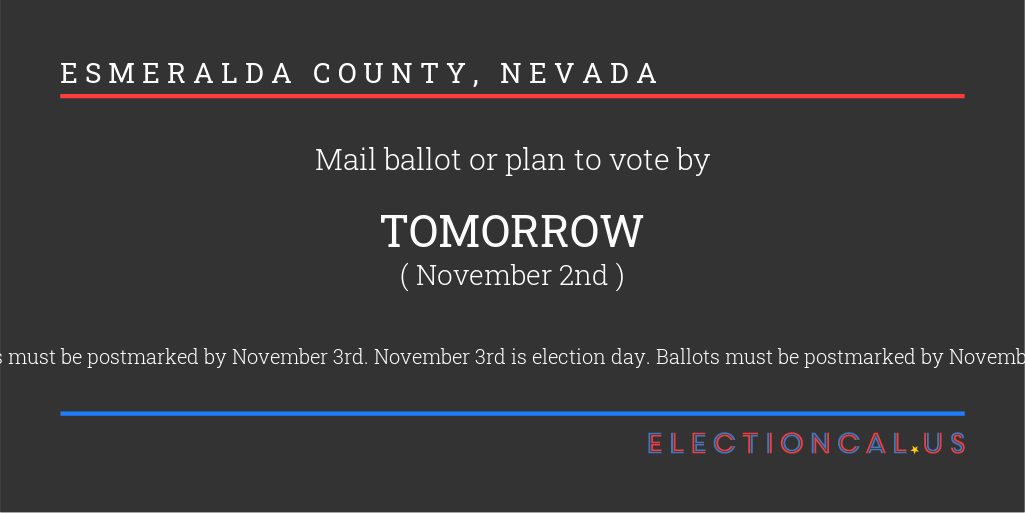 ESMERALDA COUNTY, NEVADA
Mail ballot or plan to vote by
TOMORROW
( November 2nd )
must be postmarked by November 3rd. November 3rd is election day. Ballots must be postmarked by
ELECTIONCAL.US